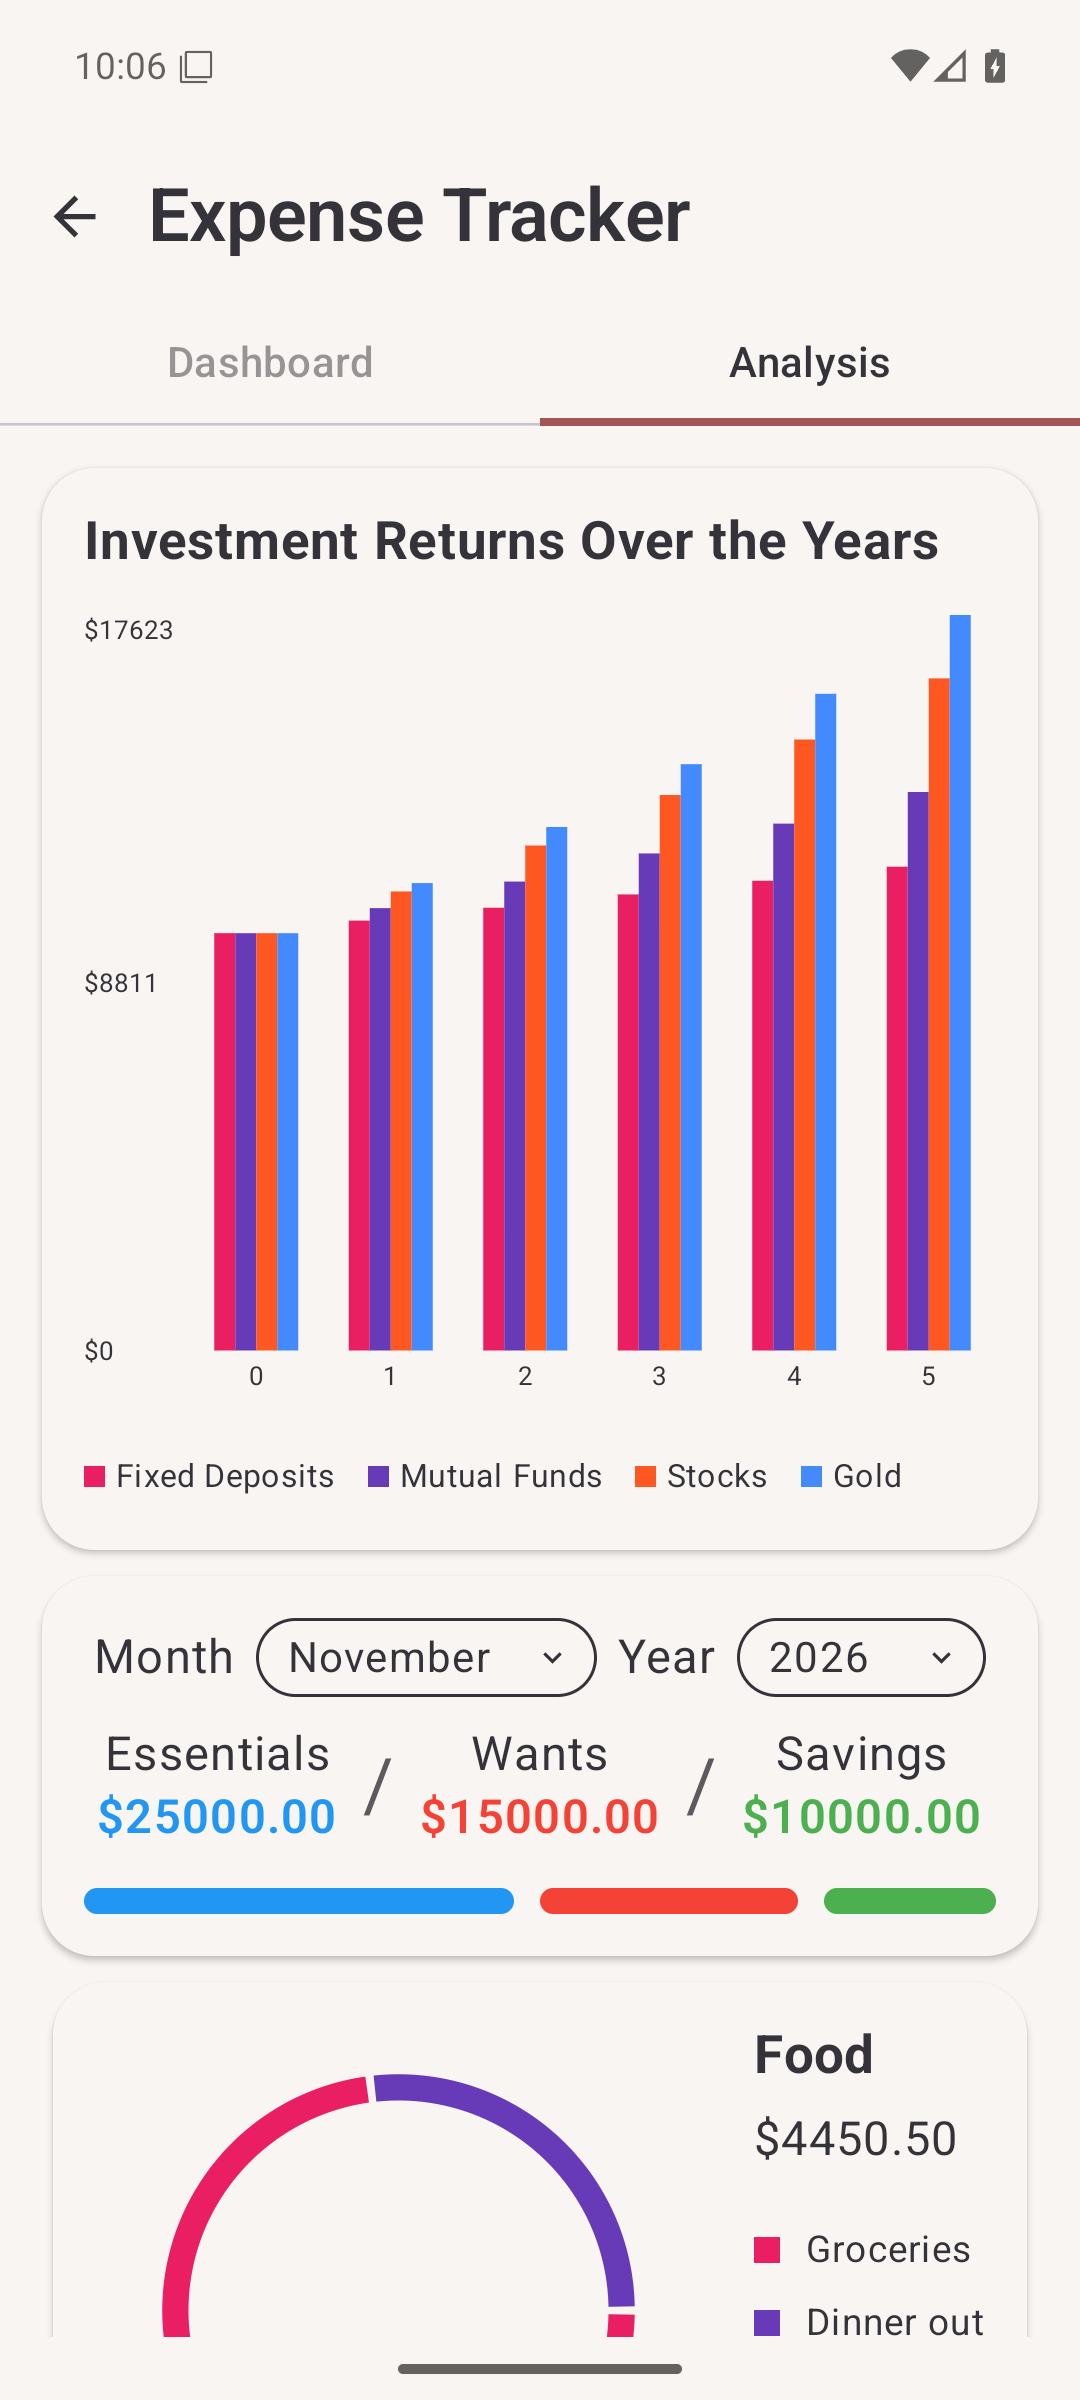 10:06
Expense Tracker
Dashboard Analysis
Investment Returns Over the Years
$17623
$8811
$0
0 1 2 3 4 5
Fixed Deposits Mutual Funds Stocks Gold
Month November Year 2026
Essentials / Wants / Savings
$25000.00 $15000.00 $10000.00
Food
$4450.50
Groceries
Dinner out